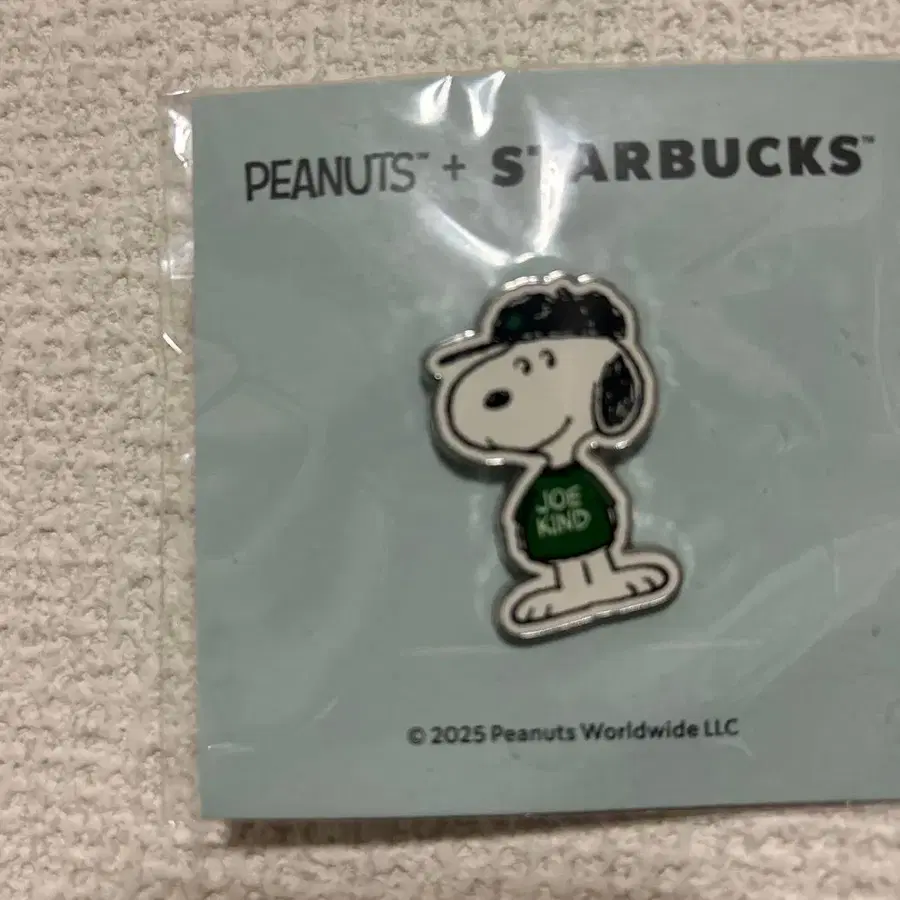 PEANUTS™ + STARBUCKS™
JOE
KIND
© 2025 Peanuts Worldwide LLC